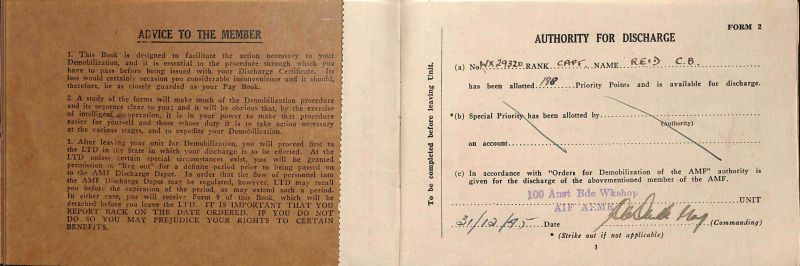 ADVICE TO THE MEMBER
1. This Book is designed to facilitate the action necessary to your
Demobilization, and it is essential to the procedure through which you
have to pass before being issued with your Discharge Certificate. Its
loss would certainly occasion you considerable inconvenience and it should,
therefore, be as closely guarded as your Pay Book.
2. A study of the forms will make much of the Demobilization procedure
and its sequence clear to you; and it will be obvious that, by the exercise
of intelligent co-operation, it is in your power to make that procedure
easier for yourself and those whose duty it is to take action necessary
at the various stages, and to expedite your Demobilization.
3. After leaving your unit for Demobilization, you will proceed first to
the LTD in the State in which your discharge is to be effected. At the
LTD unless certain special circumstances exist, you will be granted
permission to "live out" for a definite period prior to being passed on
to the AMF Discharge Depot. In order that the flow of personnel into
the AMF Discharge Depot may be regulated, however, LTD may recall
you before the expiration of the period, or may extend such a period.
In either case, you will receive Form 9 of this Book, which will be
detached before you leave the LTD. IT IS IMPORTANT THAT YOU
REPORT BACK ON THE DATE ORDERED. IF YOU DO NOT
DO SO YOU MAY PREJUDICE YOUR RIGHTS TO CERTAIN
BENEFITS.
To be completed before leaving Unit.
FORM 2
AUTHORITY FOR DISCHARGE
(a) No. WX29320 RANK CAPT. NAME REID C.B.
has been allotted 198 Priority Points and is available for discharge.
*(b) Special Priority has been allotted by
(Authority)
on account
(c) In accordance with "Orders for Demobilization of the AMF" authority is
given for the discharge of the abovementioned member of the AMF.
109 Aust Bde Wkshop
AIF AEME
UNIT
31/12/45 Date
(Commanding)
* (Strike out if not applicable)